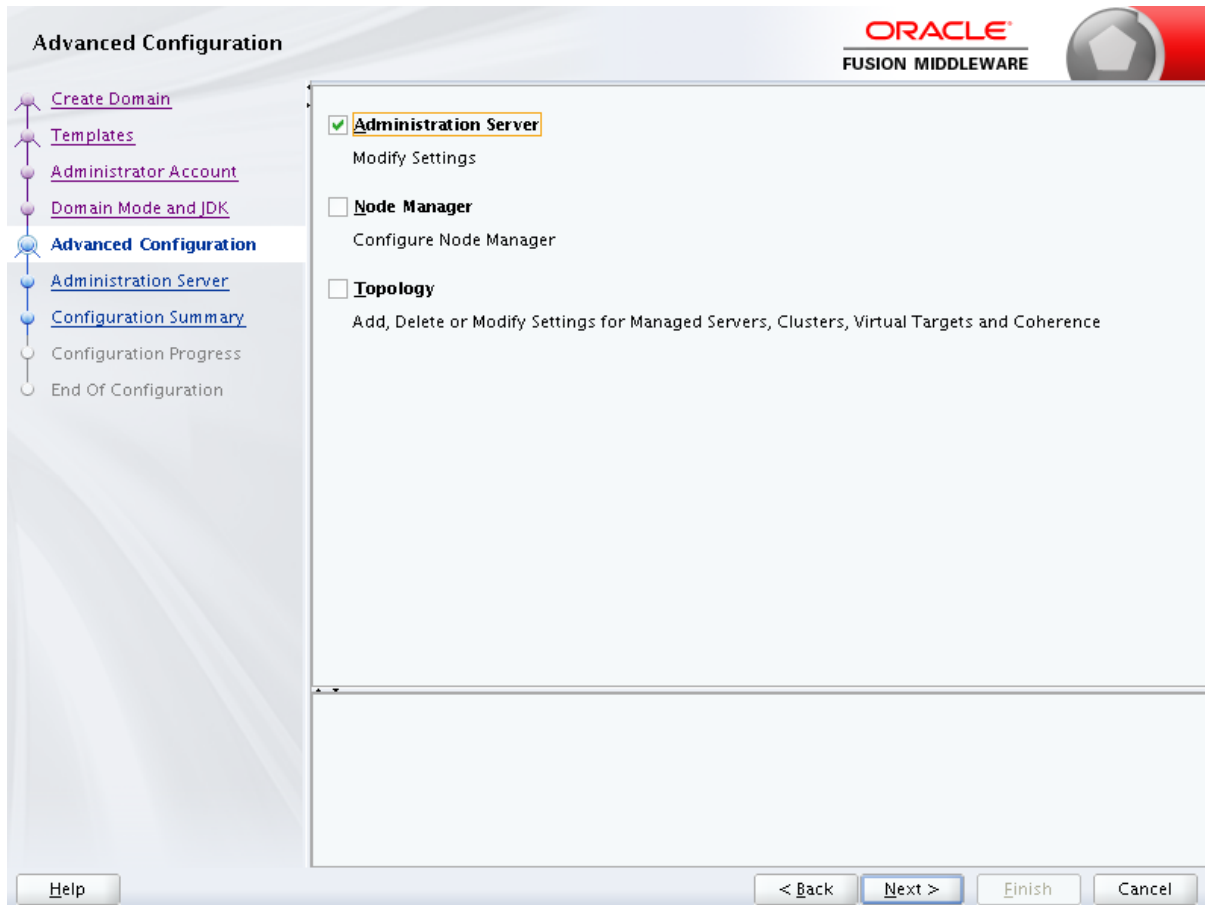 Advanced Configuration
ORACLE
FUSION MIDDLEWARE
Create Domain
Templates
Administrator Account
Domain Mode and JDK
Advanced Configuration
Administration Server
Configuration Summary
Configuration Progress
End Of Configuration
Administration Server
Modify Settings
Node Manager
Configure Node Manager
Topology
Add, Delete or Modify Settings for Managed Servers, Clusters, Virtual Targets and Coherence
Help
< Back
Next >
Finish
Cancel